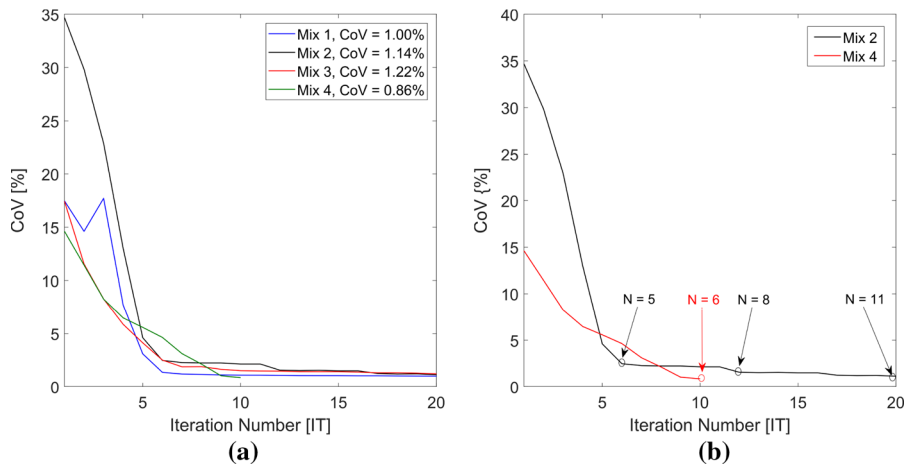 35
30
25
20
15
10
5
0
CoV [%]
5
10
15
20
Iteration Number [IT]
Mix 1, CoV = 1.00%
Mix 2, CoV = 1.14%
Mix 3, CoV = 1.22%
Mix 4, CoV = 0.86%
(a)
40
35
30
25
20
15
10
5
0
CoV {%]
Mix 2
Mix 4
N = 5
N = 6
N = 8
N = 11
5
10
15
20
Iteration Number [IT]
(b)